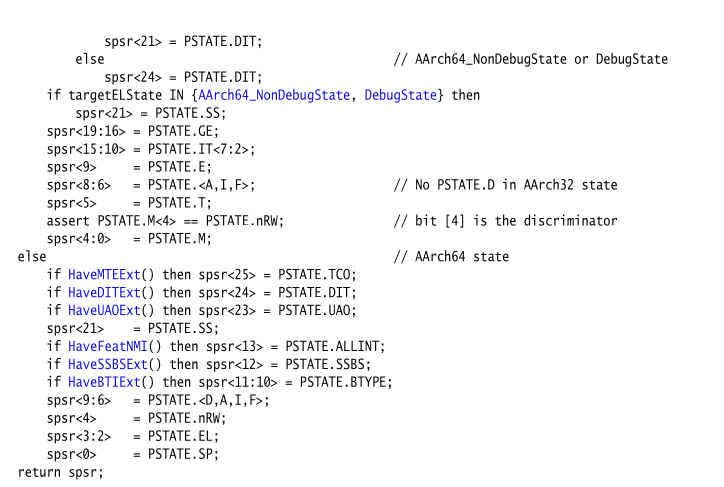 spsr<21> = PSTATE.DIT;
        else                                       // AArch64_NonDebugState or DebugState
            spsr<24> = PSTATE.DIT;
    if targetELState IN {AArch64_NonDebugState, DebugState} then
        spsr<21> = PSTATE.SS;
    spsr<19:16> = PSTATE.GE;
    spsr<15:10> = PSTATE.IT<7:2>;
    spsr<9>     = PSTATE.E;
    spsr<8:6>   = PSTATE.<A,I,F>;                  // No PSTATE.D in AArch32 state
    spsr<5>     = PSTATE.T;
    assert PSTATE.M<4> == PSTATE.nRW;              // bit [4] is the discriminator
    spsr<4:0>   = PSTATE.M;
else                                               // AArch64 state
    if HaveMTEExt() then spsr<25> = PSTATE.TCO;
    if HaveDITExt() then spsr<24> = PSTATE.DIT;
    if HaveUAOExt() then spsr<23> = PSTATE.UAO;
    spsr<21>    = PSTATE.SS;
    if HaveFeatNMI() then spsr<13> = PSTATE.ALLINT;
    if HaveSSBSExt() then spsr<12> = PSTATE.SSBS;
    if HaveBTIExt() then spsr<11:10> = PSTATE.BTYPE;
    spsr<9:6>   = PSTATE.<D,A,I,F>;
    spsr<4>     = PSTATE.nRW;
    spsr<3:2>   = PSTATE.EL;
    spsr<0>     = PSTATE.SP;
return spsr;